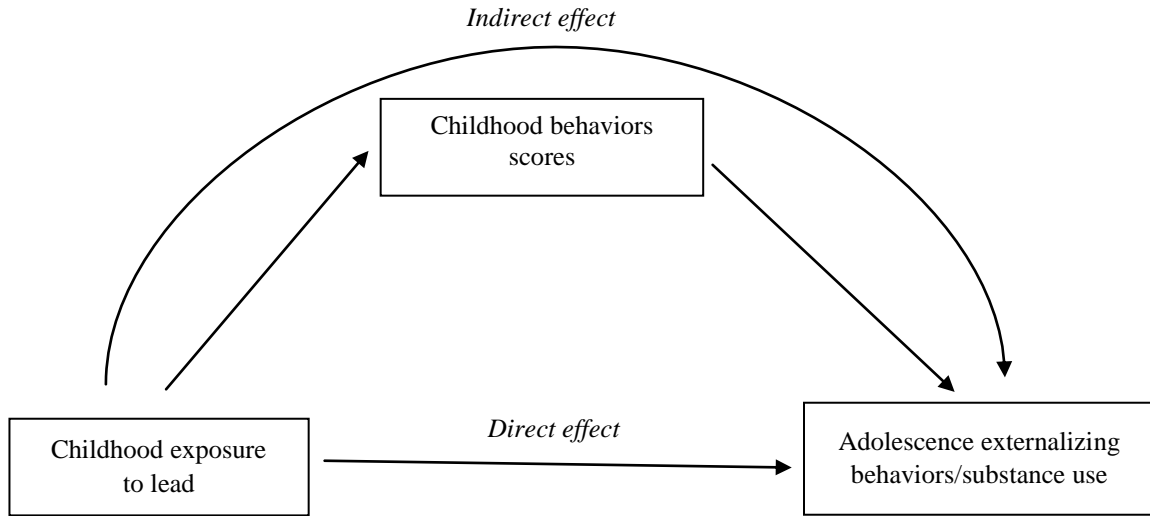 Indirect effect
Childhood behaviors
scores
Direct effect
Childhood exposure
to lead
Adolescence externalizing
behaviors/substance use